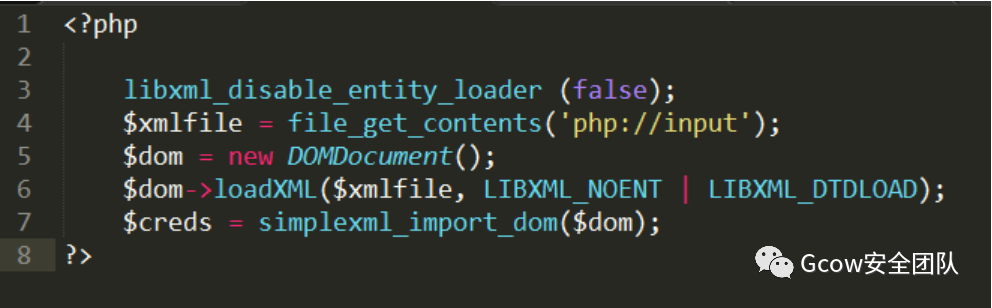 1 <?php
2
3 libxml_disable_entity_loader (false);
4 $xmlfile = file_get_contents('php://input');
5 $dom = new DOMDocument();
6 $dom->loadXML($xmlfile, LIBXML_NOENT | LIBXML_DTDLOAD);
7 $creds = simplexml_import_dom($dom);
8 ?>
Gcow安全团队